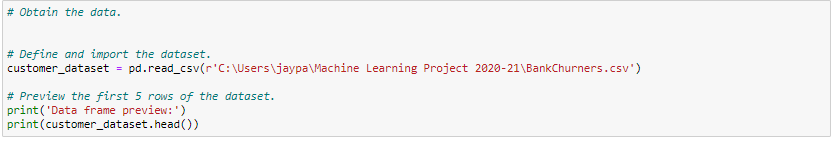 # Obtain the data.
# Define and import the dataset.
customer_dataset = pd.read_csv(r'C:\Users\jaypa\Machine Learning Project 2020-21\BankChurners.csv')
# Preview the first 5 rows of the dataset.
print('Data frame preview:')
print(customer_dataset.head())